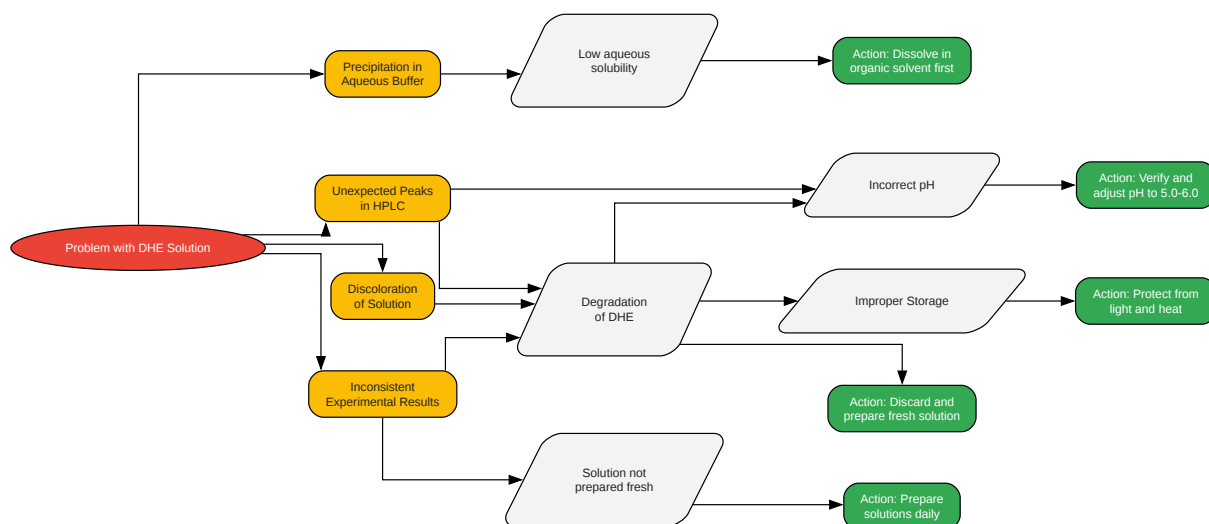 Problem with DHE Solution
Precipitation in
Aqueous Buffer
Low aqueous
solubility
Action: Dissolve in
organic solvent first
Unexpected Peaks
in HPLC
Incorrect pH
Action: Verify and
adjust pH to 5.0-6.0
Discoloration
of Solution
Degradation
of DHE
Improper Storage
Action: Protect from
light and heat
Inconsistent
Experimental Results
Action: Discard and
prepare fresh solution
Solution not
prepared fresh
Action: Prepare
solutions daily